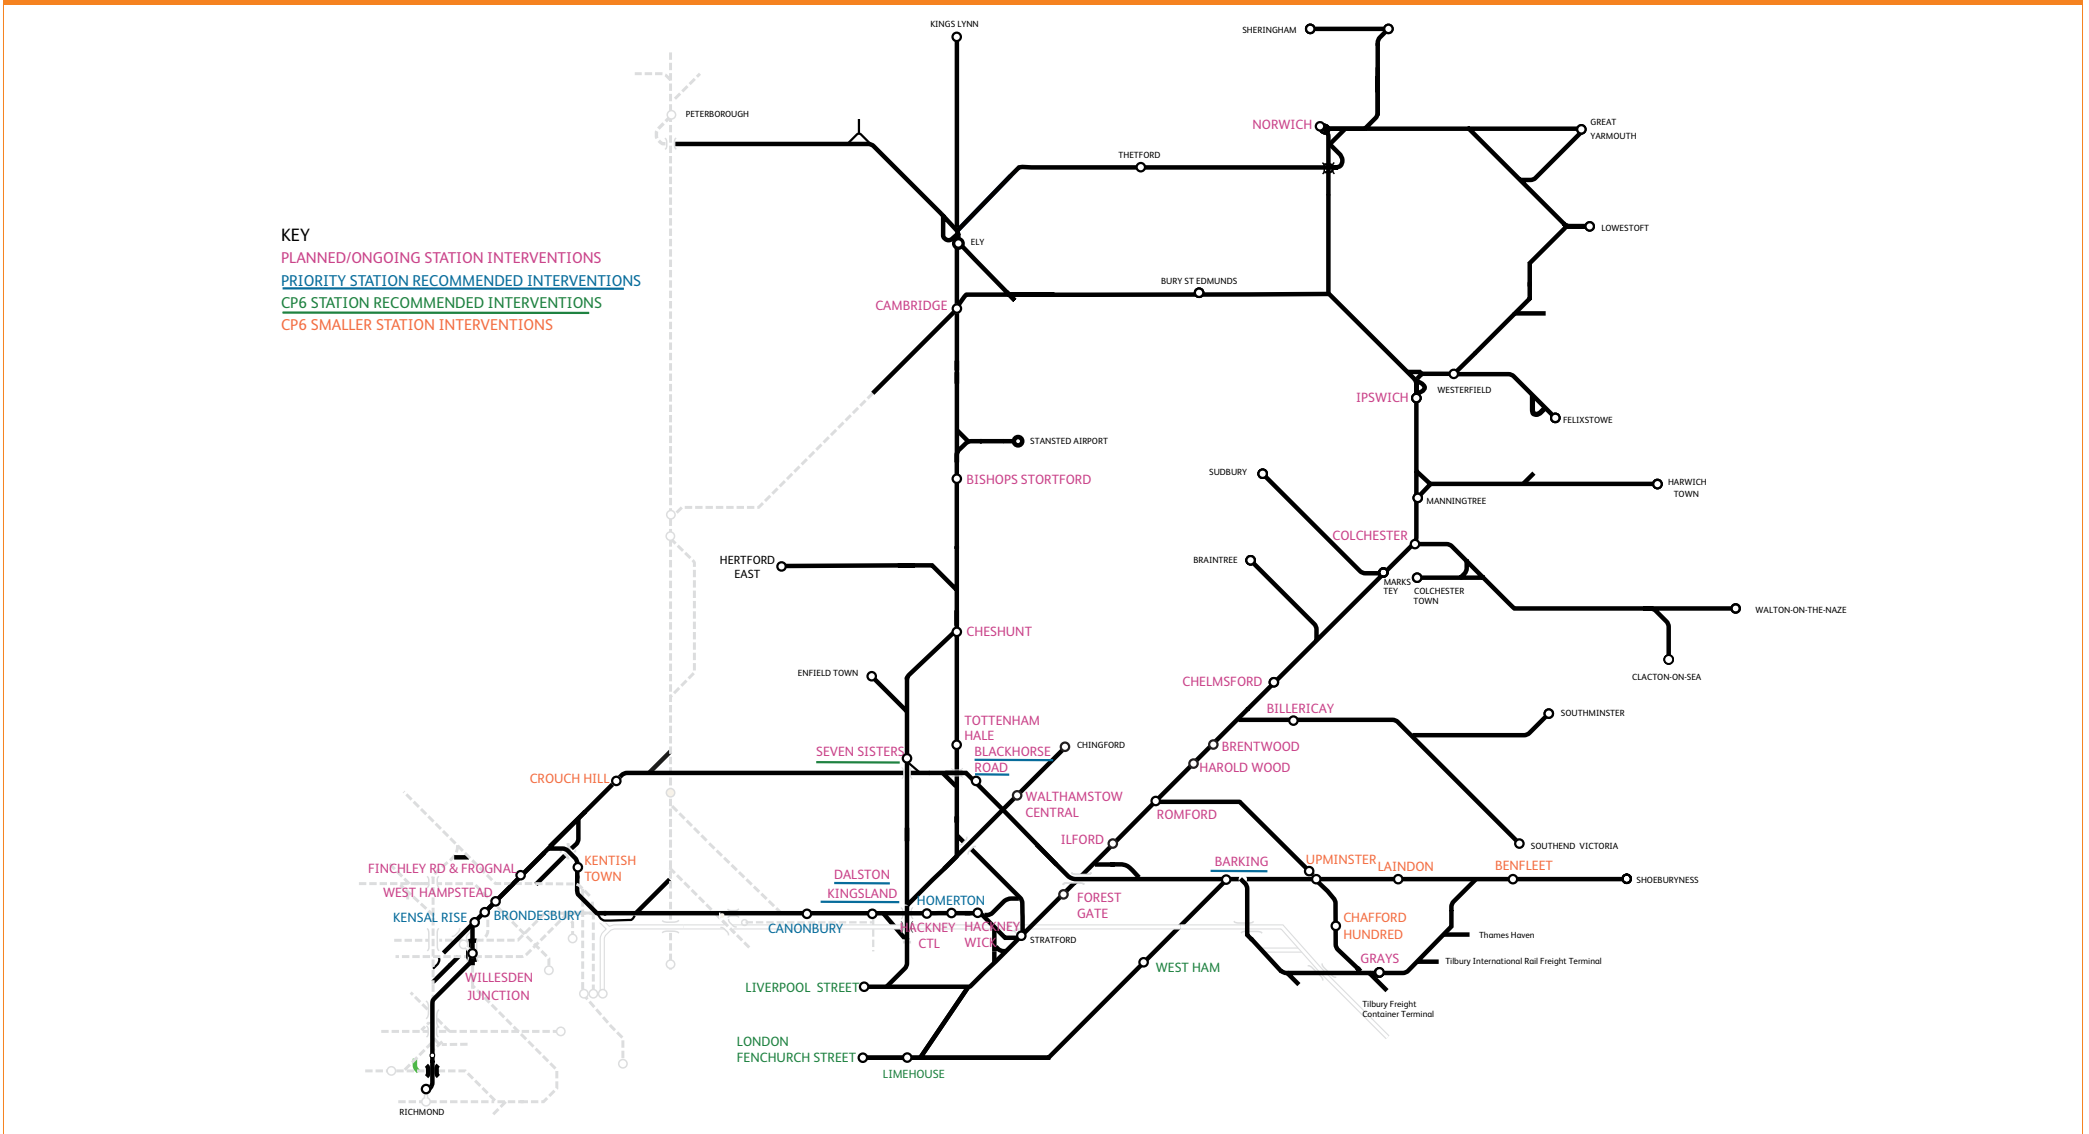 KINGS LYNN
SHERINGHAM
PETERBOROUGH
NORWICH
GREAT
YARMOUTH
THETFORD
LOWESTOFT
ELY
KEY
PLANNED/ONGOING STATION INTERVENTIONS
PRIORITY STATION RECOMMENDED INTERVENTIONS
CP6 STATION RECOMMENDED INTERVENTIONS
CP6 SMALLER STATION INTERVENTIONS
BURY ST EDMUNDS
CAMBRIDGE
WESTERFIELD
IPSWICH
FELIXSTOWE
STANSTED AIRPORT
BISHOPS STORTFORD
SUDBURY
HARWICH
TOWN
MANNINGTREE
COLCHESTER
HERTFORD
EAST
BRAINTREE
MARKS
TEY
COLCHESTER
TOWN
WALTON-ON-THE-NAZE
CHESHUNT
ENFIELD TOWN
CLACTON-ON-SEA
CHELMSFORD
BILLERICAY
SOUTHMINSTER
TOTTENHAM
HALE
SEVEN SISTERS
BLACKHORSE
ROAD
CHINGFORD
BRENTWOOD
HAROLD WOOD
CROUCH HILL
WALTHAMSTOW
CENTRAL
ROMFORD
ILFORD
SOUTHEND VICTORIA
FINCHLEY RD & FROGNAL
KENTISH
TOWN
DALSTON
KINGSLAND
BARKING
UPMINSTER
LAINDON
BENFLEET
SHOEBURYNESS
WEST HAMPSTEAD
HOMERTON
FOREST
GATE
KENSAL RISE
BRONDESBURY
CANONBURY
HACKNEY
CTL
HACKNEY
WICK
STRATFORD
CHAFFORD
HUNDRED
Thames Haven
GRAYS
Tilbury International Rail Freight Terminal
WILLESDEN
JUNCTION
WEST HAM
LIVERPOOL STREET
Tilbury Freight
Container Terminal
LONDON
FENCHURCH STREET
LIMEHOUSE
RICHMOND